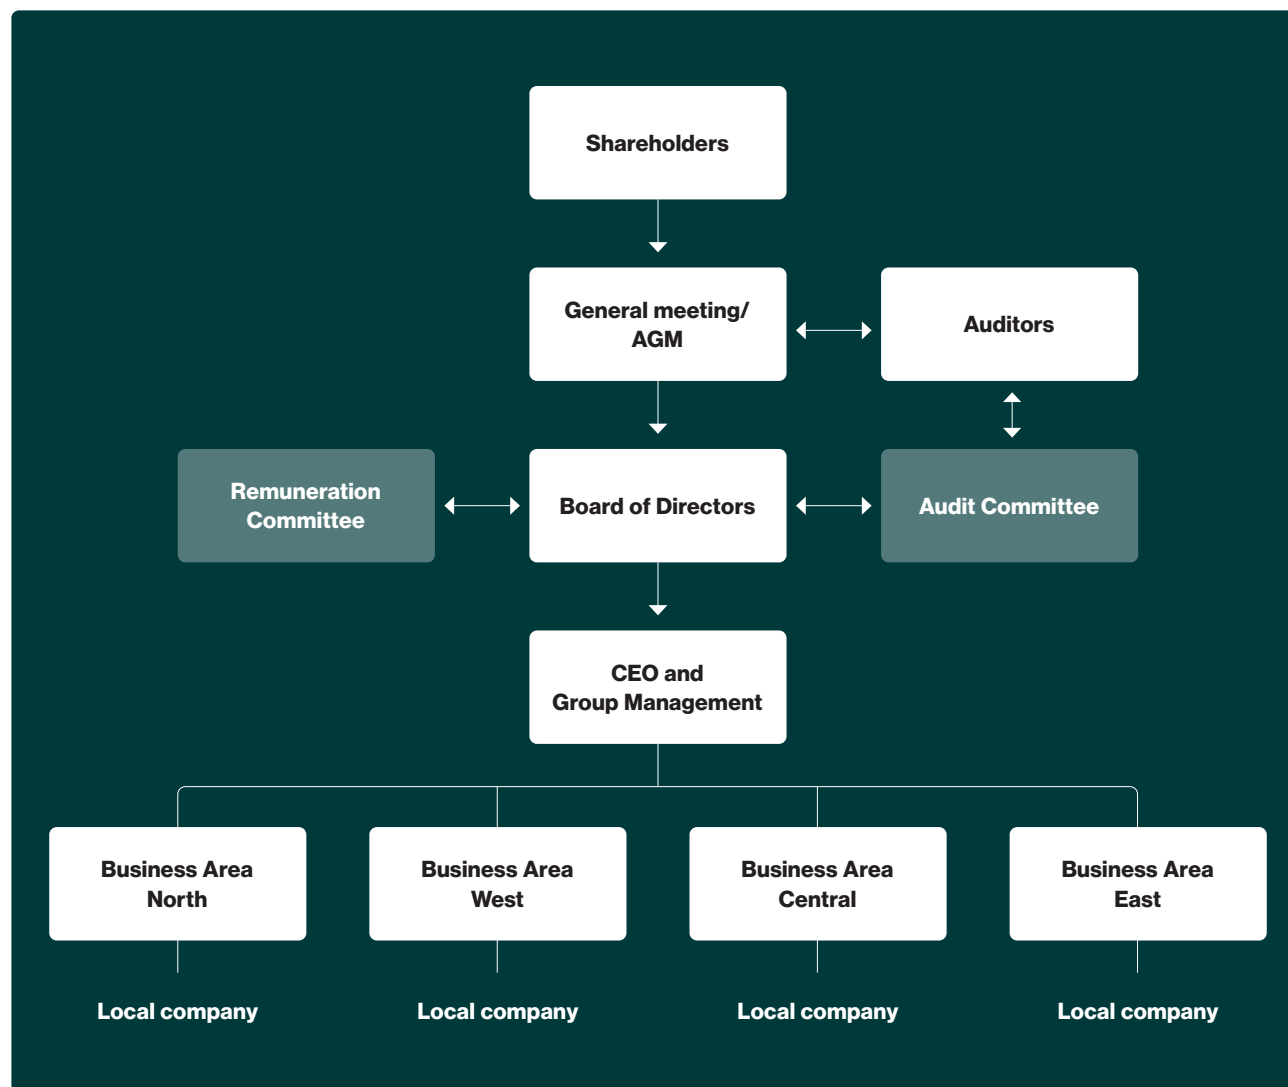 Shareholders
General meeting/
AGM
Auditors
Remuneration
Committee
Board of Directors
Audit Committee
CEO and
Group Management
Business Area
North
Business Area
West
Business Area
Central
Business Area
East
Local company
Local company
Local company
Local company